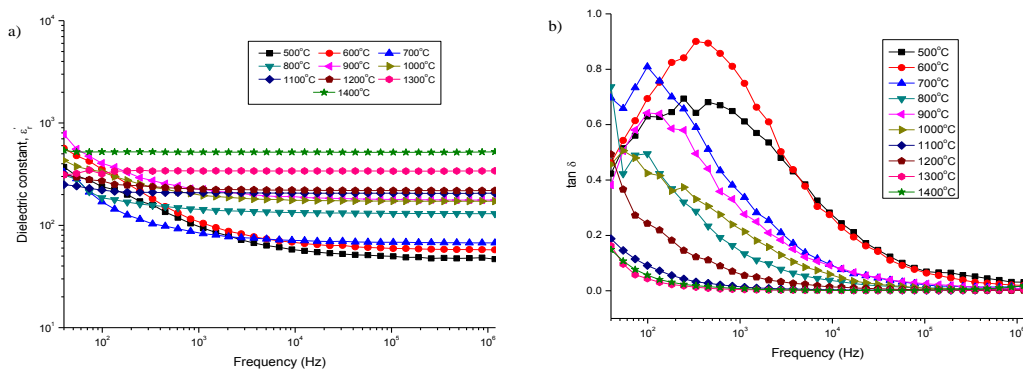 a)
10⁴
10³
10²
10¹
Dielectric constant, ε'ᵣ
500°C 600°C 700°C
800°C 900°C 1000°C
1100°C 1200°C 1300°C
1400°C
10² 10³ 10⁴ 10⁵ 10⁶
Frequency (Hz)
b)
1.0
0.8
0.6
0.4
0.2
0.0
tan δ
500°C
600°C
700°C
800°C
900°C
1000°C
1100°C
1200°C
1300°C
1400°C
10² 10³ 10⁴ 10⁵ 10⁶
Frequency (Hz)